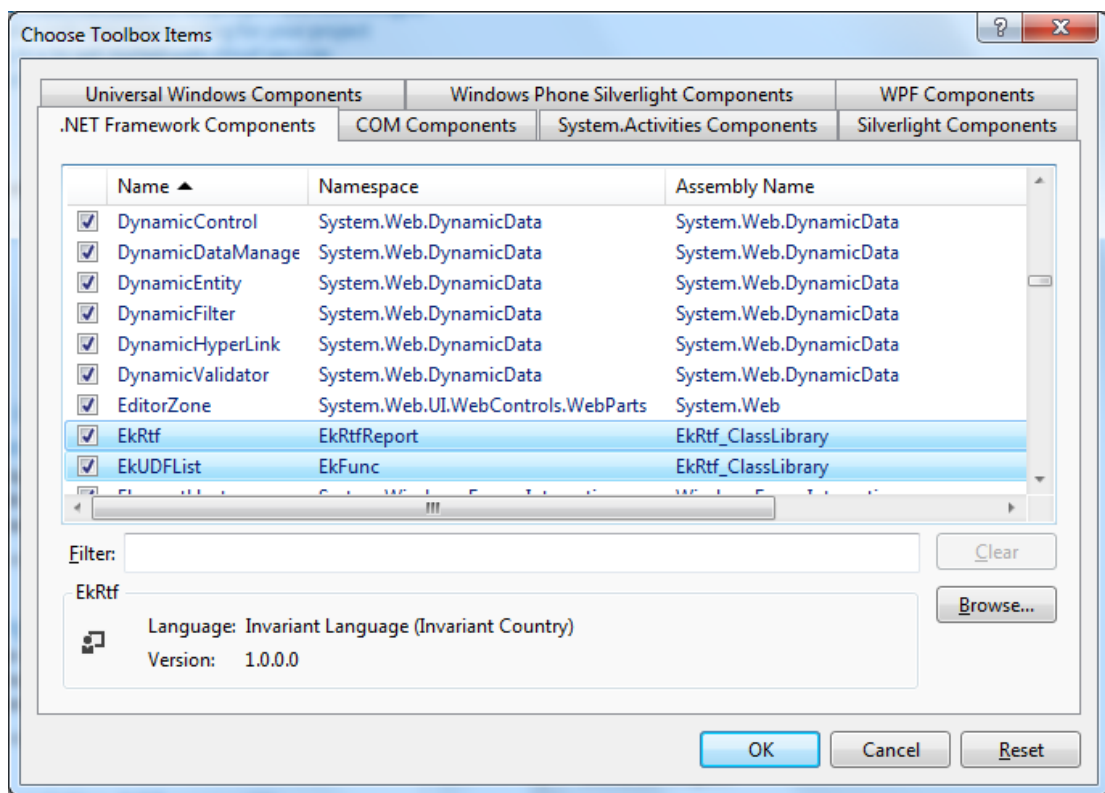 Choose Toolbox Items
Universal Windows Components Windows Phone Silverlight Components WPF Components
.NET Framework Components COM Components System.Activities Components Silverlight Components
Name Namespace Assembly Name
DynamicControl System.Web.DynamicData System.Web.DynamicData
DynamicDataManage System.Web.DynamicData System.Web.DynamicData
DynamicEntity System.Web.DynamicData System.Web.DynamicData
DynamicFilter System.Web.DynamicData System.Web.DynamicData
DynamicHyperLink System.Web.DynamicData System.Web.DynamicData
DynamicValidator System.Web.DynamicData System.Web.DynamicData
EditorZone System.Web.UI.WebControls.WebParts System.Web
EkRtf EkRtfReport EkRtf_ClassLibrary
EkUDFList EkFunc EkRtf_ClassLibrary
Filter: Clear
EkRtf
Browse...
Language: Invariant Language (Invariant Country)
Version: 1.0.0.0
OK Cancel Reset